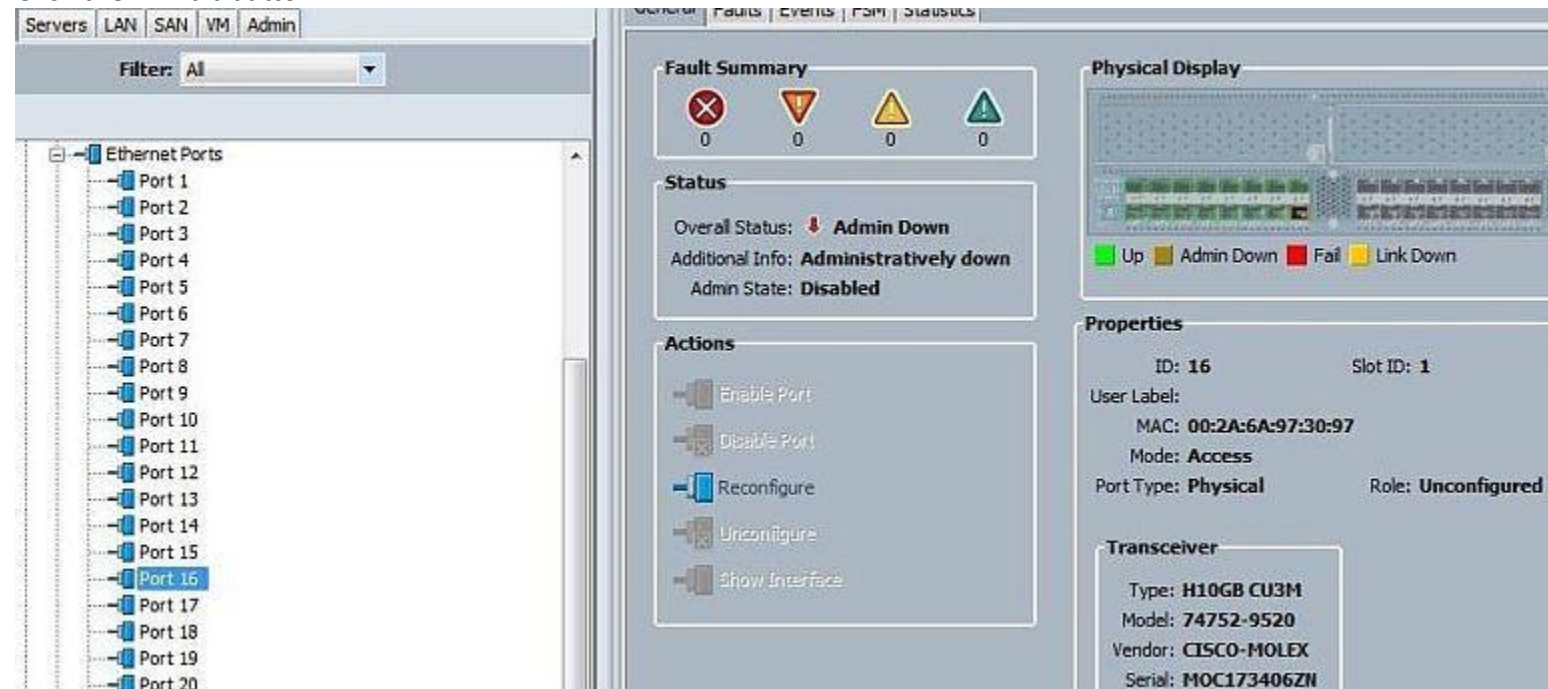 Servers LAN SAN VM Admin
Filter: All
Ethernet Ports
Port 1
Port 2
Port 3
Port 4
Port 5
Port 6
Port 7
Port 8
Port 9
Port 10
Port 11
Port 12
Port 13
Port 14
Port 15
Port 16
Port 17
Port 18
Port 19
Port 20
General Faults Events FSM Statistics
Fault Summary
0 0 0 0
Status
Overall Status: Admin Down
Additional Info: Administratively down
Admin State: Disabled
Actions
Enable Port
Disable Port
Reconfigure
Unconfigure
Show Interface
Physical Display
Up Admin Down Fail Link Down
Properties
ID: 16 Slot ID: 1
User Label:
MAC: 00:2A:6A:97:30:97
Mode: Access
Port Type: Physical Role: Unconfigured
Transceiver
Type: H10GB CU3M
Model: 74752-9520
Vendor: CISCO-MOLEX
Serial: MOC173406ZN